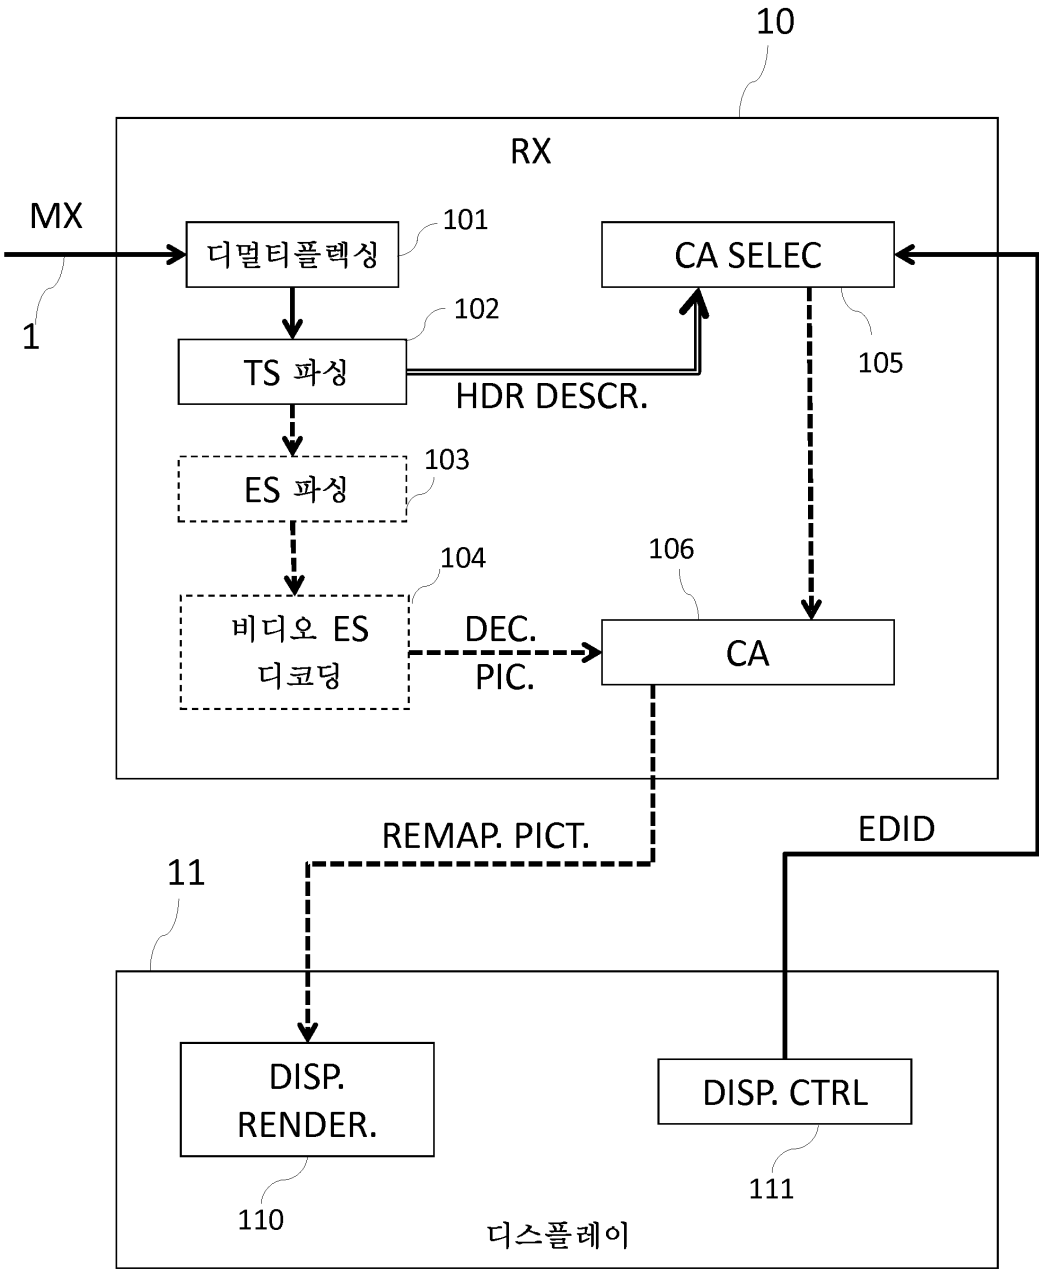 10
RX
MX
1
디멀티플렉싱
101
CA SELEC
105
TS 파싱
102
HDR DESCR.
ES 파싱
103
104
비디오 ES
디코딩
DEC.
PIC.
106
CA
REMAP. PICT.
EDID
11
DISP.
RENDER.
110
DISP. CTRL
111
디스플레이